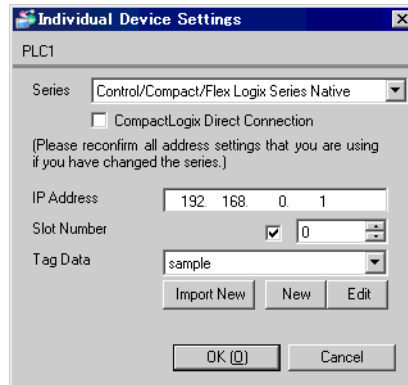 Individual Device Settings
PLC1
Series Control/Compact/Flex Logix Series Native
CompactLogix Direct Connection
(Please reconfirm all address settings that you are using
if you have changed the series.)
IP Address 192. 168. 0. 1
Slot Number 0
Tag Data sample
Import New New Edit
OK (O) Cancel